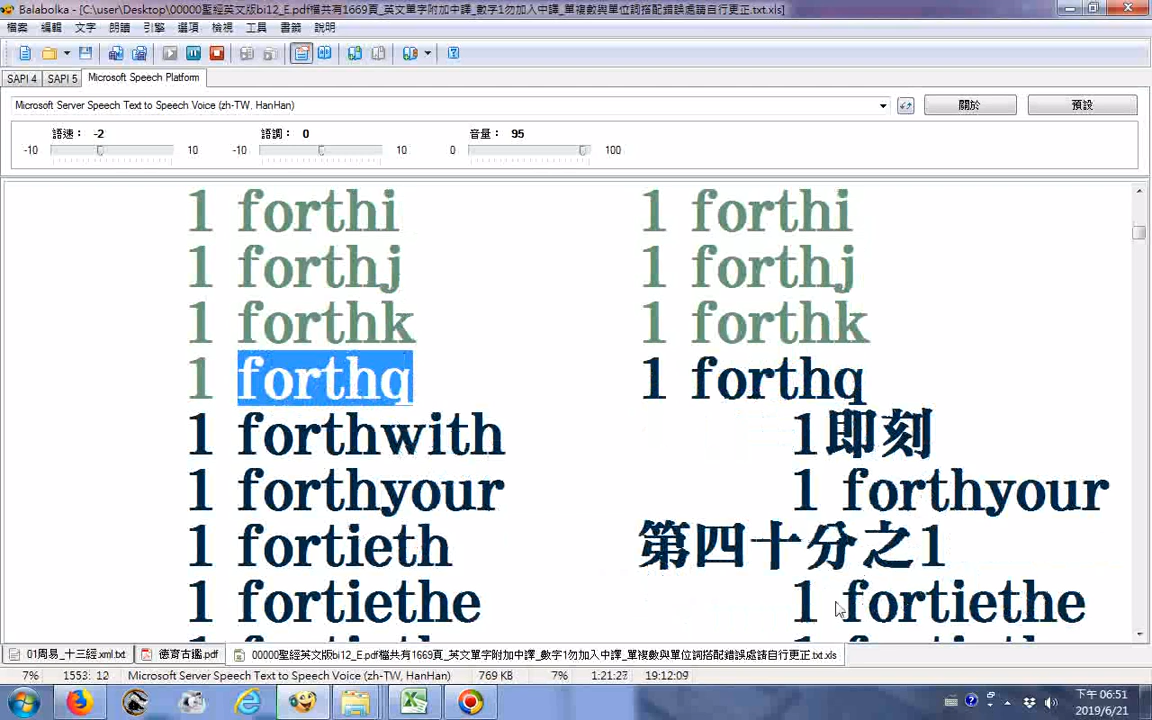 Balabolka - [C:\user\Desktop\00000聖經英文版bi12_E.pdf檔共有1669頁_英文單字附加中譯_數字1勿加入中譯_單複數與單位詞搭配錯誤處請自行更正.txt.xls]
檔案 編輯 文字 朗讀 引擎 選項 檢視 工具 書籤 說明
SAPI 4 SAPI 5 Microsoft Speech Platform
Microsoft Server Speech Text to Speech Voice (zh-TW, HanHan) 關於 預設
語速： -2 語調： 0 音量： 95
-10 10 -10 10 0 100
1 forthi 1 forthi
1 forthj 1 forthj
1 forthk 1 forthk
1 forthq 1 forthq
1 forthwith 1即刻
1 forthyour 1 forthyour
1 fortieth 第四十分之1
1 fortiethe 1 fortiethe
01周易_十三經.xml.txt 德育古鑑.pdf 00000聖經英文版bi12_E.pdf檔共有1669頁_英文單字附加中譯_數字1勿加入中譯_單複數與單位詞搭配錯誤處請自行更正.txt.xls
7% 1553: 12 Microsoft Server Speech Text to Speech Voice (zh-TW, HanHan) 769 KB 7% 1:21:27 19:12:09
下午 06:51
2019/6/21